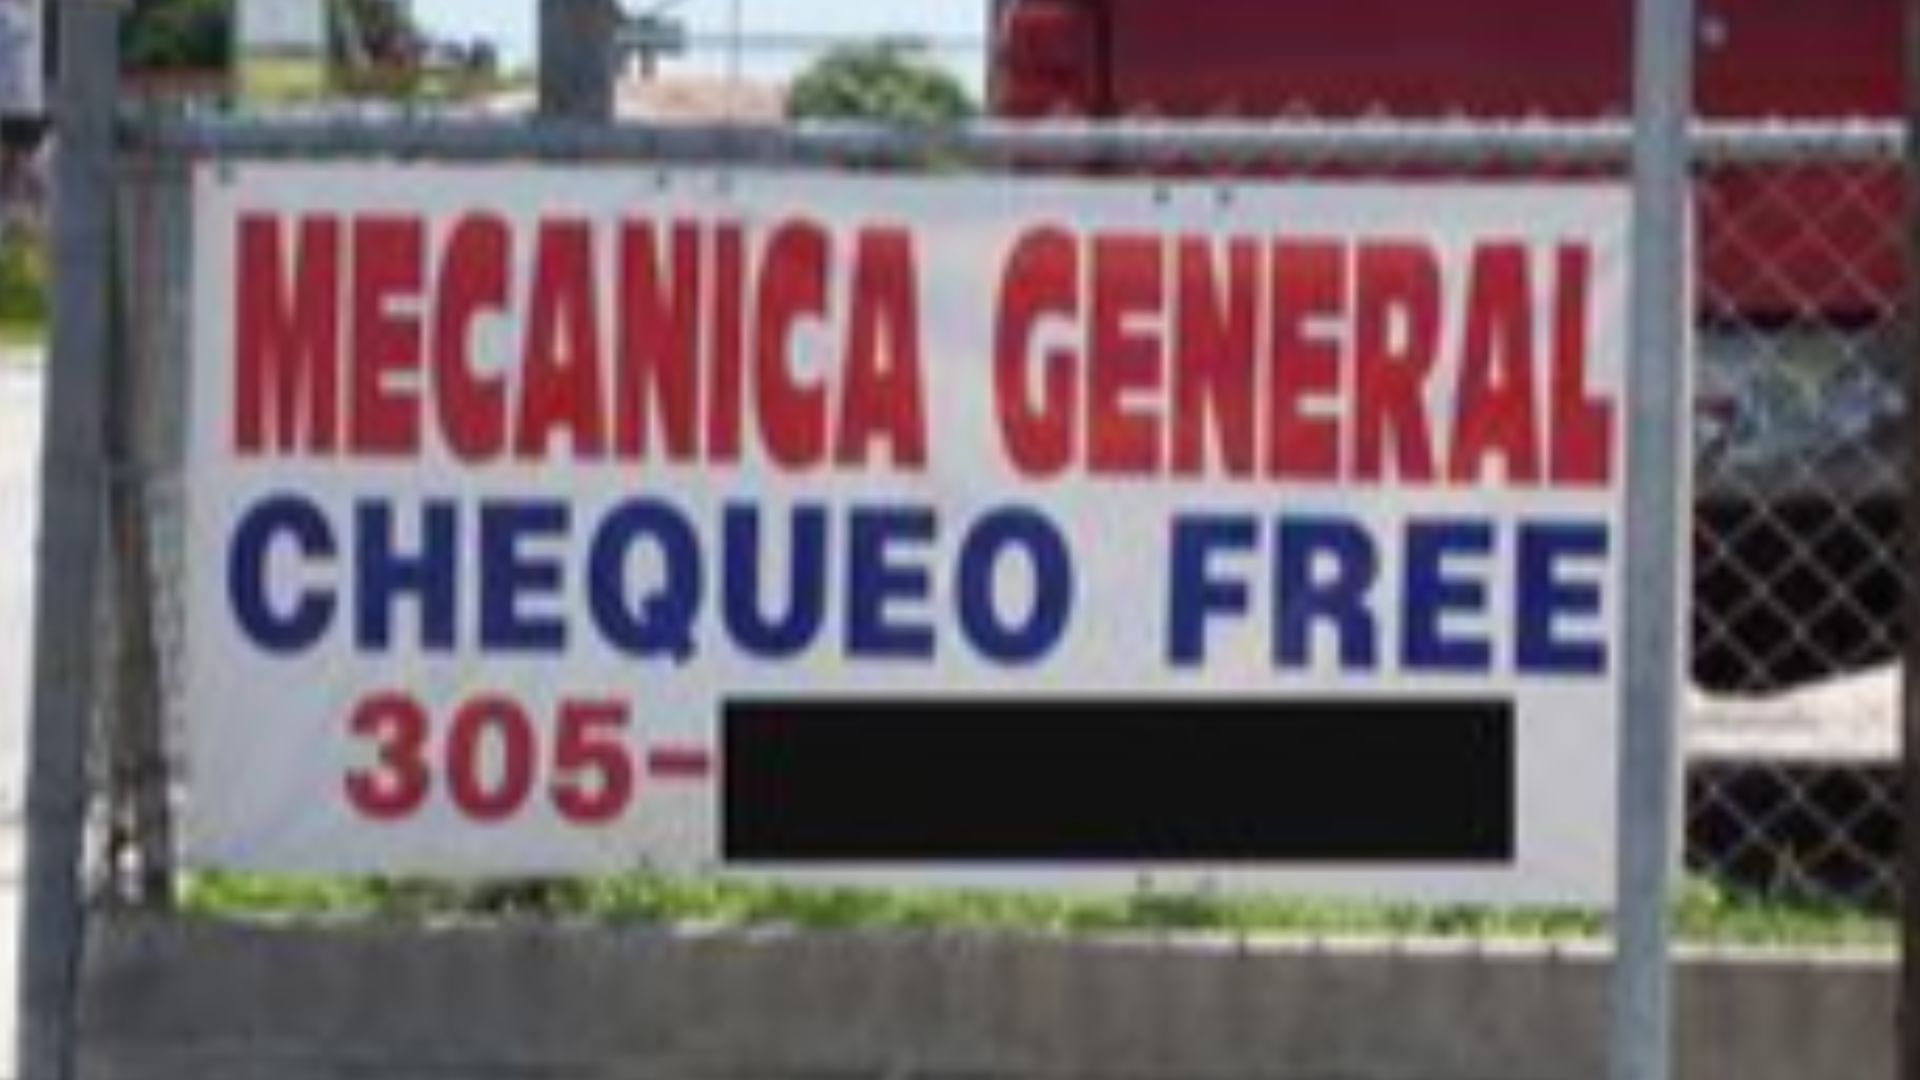 MECANICA GENERAL
CHEQUEO FREE
305-